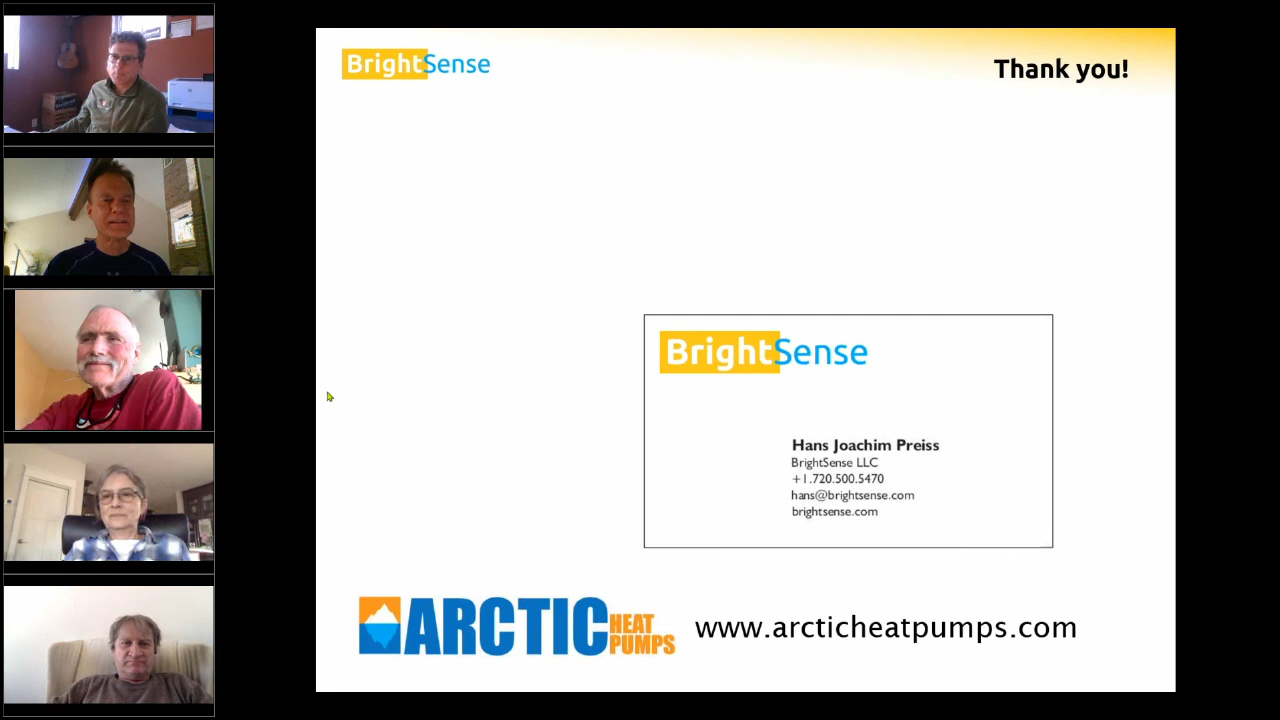 BrightSense
Thank you!
BrightSense
Hans Joachim Preiss
BrightSense LLC
+1.720.500.5470
hans@brightsense.com
brightsense.com
ARCTIC HEAT PUMPS
www.arcticheatpumps.com